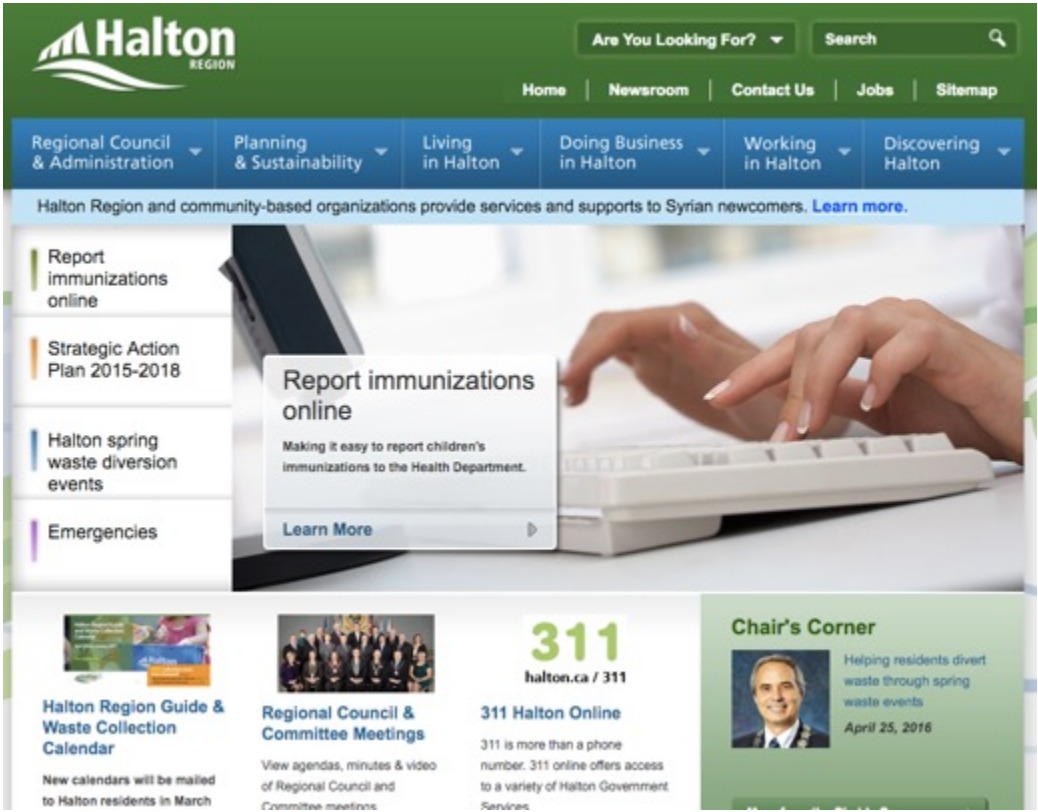 Halton
REGION
Are You Looking For?
Search
Home | Newsroom | Contact Us | Jobs | Sitemap
Regional Council
& Administration
Planning
& Sustainability
Living
in Halton
Doing Business
in Halton
Working
in Halton
Discovering
Halton
Halton Region and community-based organizations provide services and supports to Syrian newcomers. Learn more.
Report
immunizations
online
Strategic Action
Plan 2015-2018
Halton spring
waste diversion
events
Emergencies
Report immunizations
online
Making it easy to report children's
immunizations to the Health Department.
Learn More
Halton Region Guide &
Waste Collection
Calendar
New calendars will be mailed
to Halton residents in March
Regional Council &
Committee Meetings
View agendas, minutes & video
of Regional Council and
Committee meetings
311
halton.ca / 311
311 Halton Online
311 is more than a phone
number. 311 online offers access
to a variety of Halton Government
Services
Chair's Corner
Helping residents divert
waste through spring
waste events
April 25, 2016